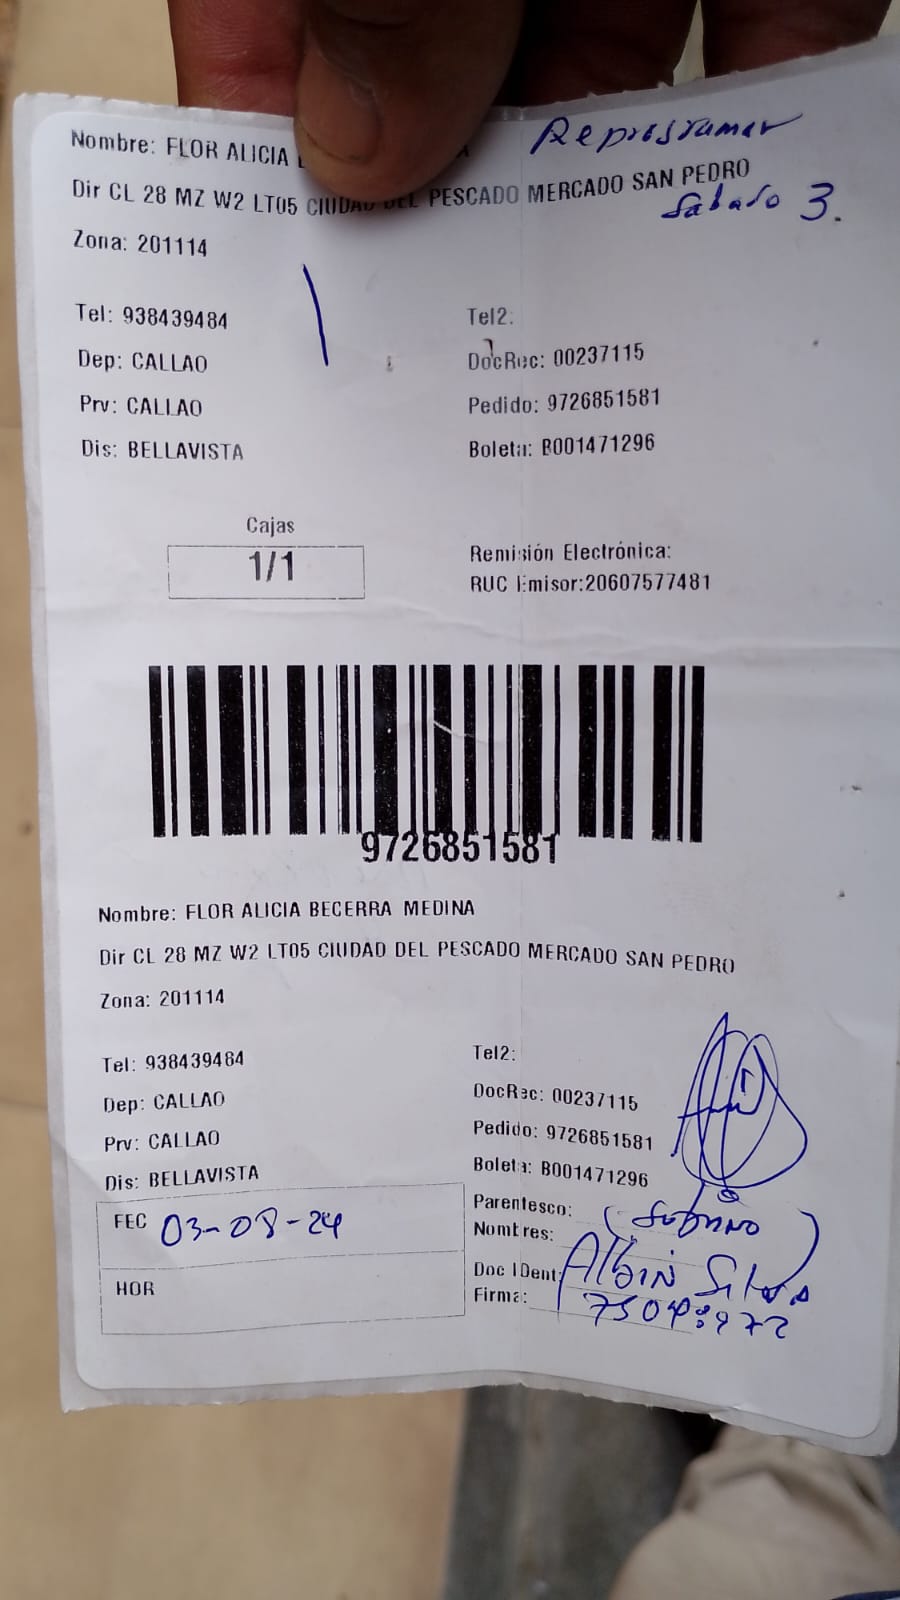 Nombre: FLOR ALICIA
Reprogramar
Dir CL 28 MZ W2 LT05 CIUDAD DEL PESCADO MERCADO SAN PEDRO
Sabado 3.
Zona: 201114
Tel: 938439484
Tel2:
Dep: CALLAO
DocRec: 00237115
Prv: CALLAO
Pedido: 9726851581
Dis: BELLAVISTA
Boleta: B001471296
Cajas
1/1
Remisión Electrónica:
RUC Emisor:20607577481
9726851581
Nombre: FLOR ALICIA BECERRA MEDINA
Dir CL 28 MZ W2 LT05 CIUDAD DEL PESCADO MERCADO SAN PEDRO
Zona: 201114
Tel: 938439484
Tel2:
Dep: CALLAO
DocRec: 00237115
Prv: CALLAO
Pedido: 9726851581
Dis: BELLAVISTA
Boleta: B001471296
FEC 03-08-24
Parentesco: (Sobrino)
Nombres:
HOR
Doc IDent: Albin
Firma: